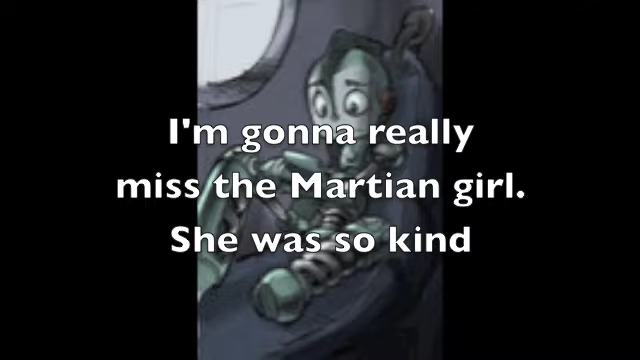 I'm gonna really
miss the Martian girl.
She was so kind